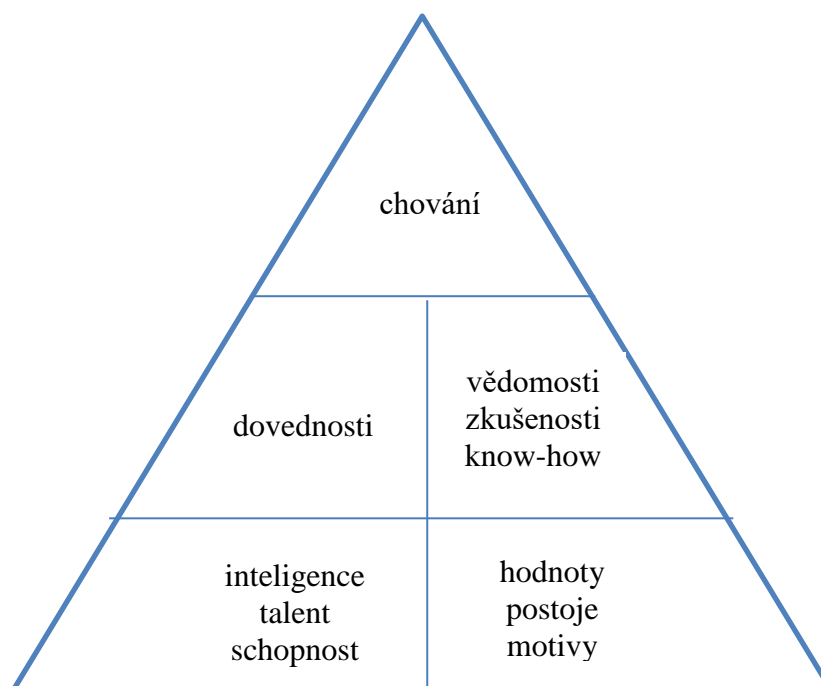 chování
dovednosti
vědomosti
zkušenosti
know-how
inteligence
talent
schopnost
hodnoty
postoje
motivy